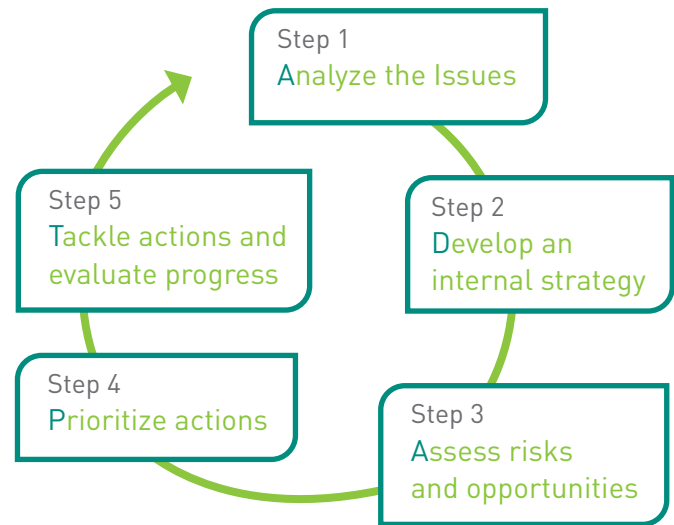 Step 1
Analyze the Issues
Step 2
Develop an
internal strategy
Step 3
Assess risks
and opportunities
Step 4
Prioritize actions
Step 5
Tackle actions and
evaluate progress